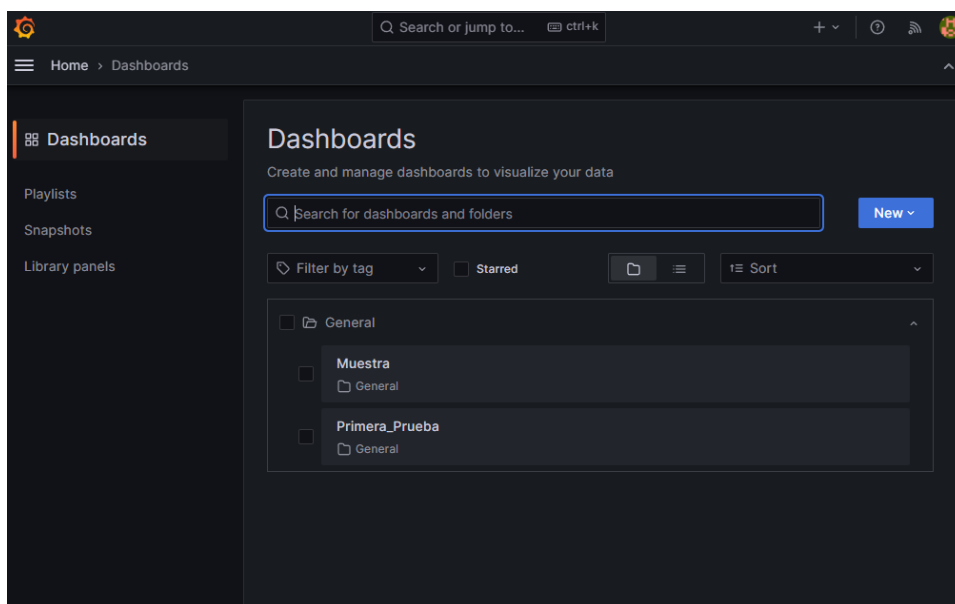 Search or jump to... ctrl+k
Home › Dashboards
Dashboards
Playlists
Snapshots
Library panels
Dashboards
Create and manage dashboards to visualize your data
Search for dashboards and folders
New
Filter by tag
Starred
Sort
General
Muestra
General
Primera_Prueba
General